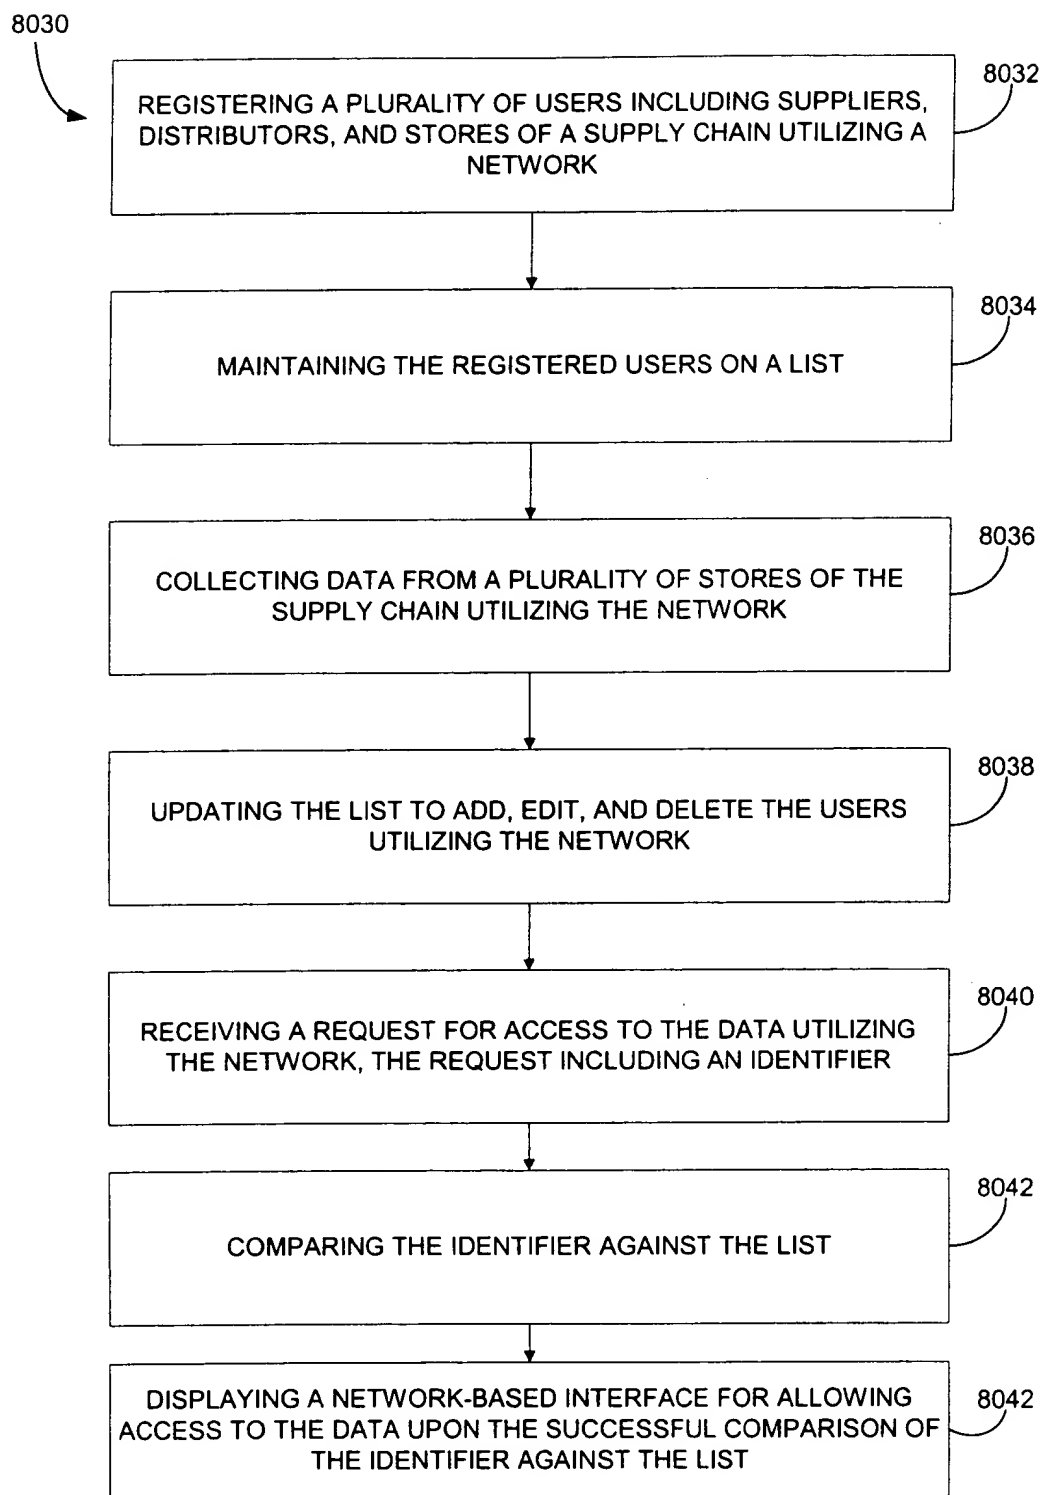 8030
8032
REGISTERING A PLURALITY OF USERS INCLUDING SUPPLIERS,
DISTRIBUTORS, AND STORES OF A SUPPLY CHAIN UTILIZING A
NETWORK
8034
MAINTAINING THE REGISTERED USERS ON A LIST
8036
COLLECTING DATA FROM A PLURALITY OF STORES OF THE
SUPPLY CHAIN UTILIZING THE NETWORK
8038
UPDATING THE LIST TO ADD, EDIT, AND DELETE THE USERS
UTILIZING THE NETWORK
8040
RECEIVING A REQUEST FOR ACCESS TO THE DATA UTILIZING
THE NETWORK, THE REQUEST INCLUDING AN IDENTIFIER
8042
COMPARING THE IDENTIFIER AGAINST THE LIST
8042
DISPLAYING A NETWORK-BASED INTERFACE FOR ALLOWING
ACCESS TO THE DATA UPON THE SUCCESSFUL COMPARISON OF
THE IDENTIFIER AGAINST THE LIST